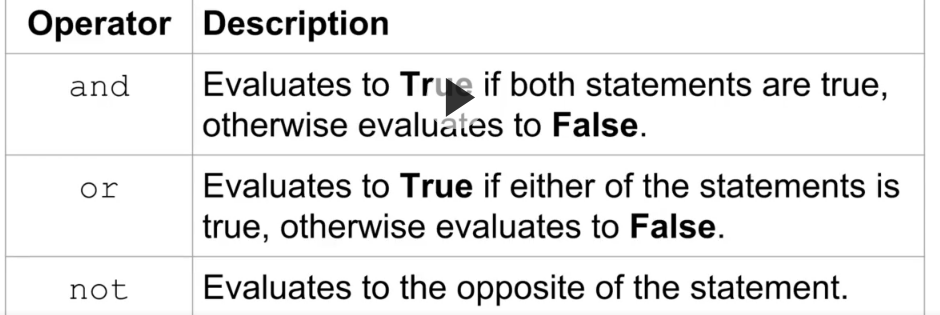 Operator Description
and
Evaluates to True if both statements are true,
otherwise evaluates to False.
or
Evaluates to True if either of the statements is
true, otherwise evaluates to False.
not
Evaluates to the opposite of the statement.